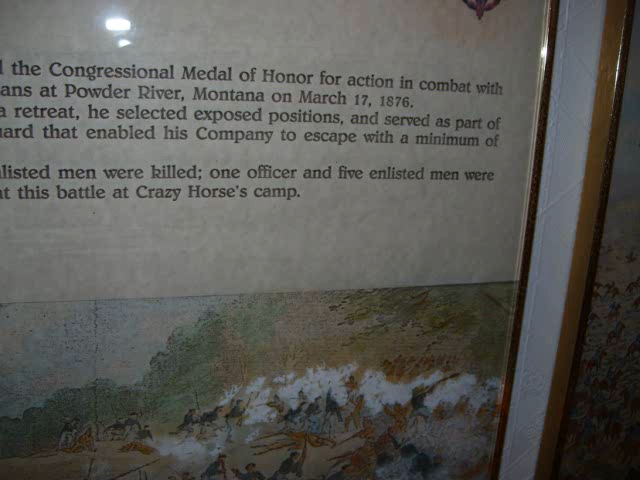 the Congressional Medal of Honor for action in combat with
ans at Powder River, Montana on March 17, 1876.
a retreat, he selected exposed positions, and served as part of
uard that enabled his Company to escape with a minimum of
nlisted men were killed; one officer and five enlisted men were
at this battle at Crazy Horse's camp.